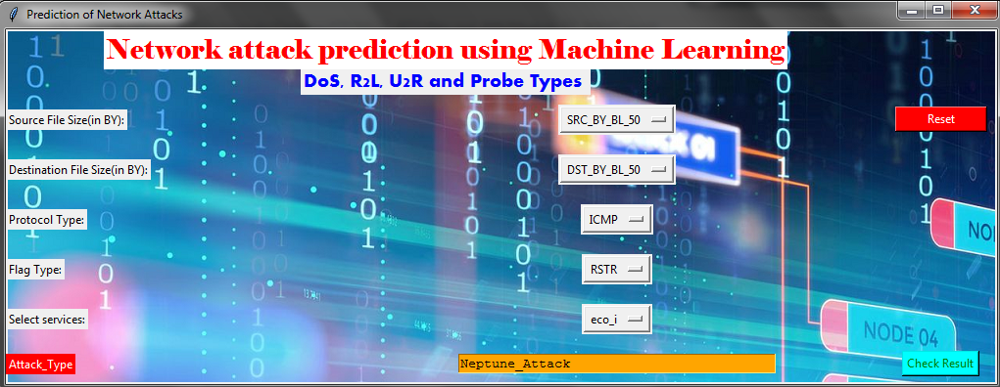 Prediction of Network Attacks
Network attack prediction using Machine Learning
DoS, R2L, U2R and Probe Types
Source File Size(in BY):
SRC_BY_BL_50
Reset
Destination File Size(in BY):
DST_BY_BL_50
Protocol Type:
ICMP
Flag Type:
RSTR
Select services:
eco_i
NODE 04
Attack_Type
Neptune_Attack
Check Result